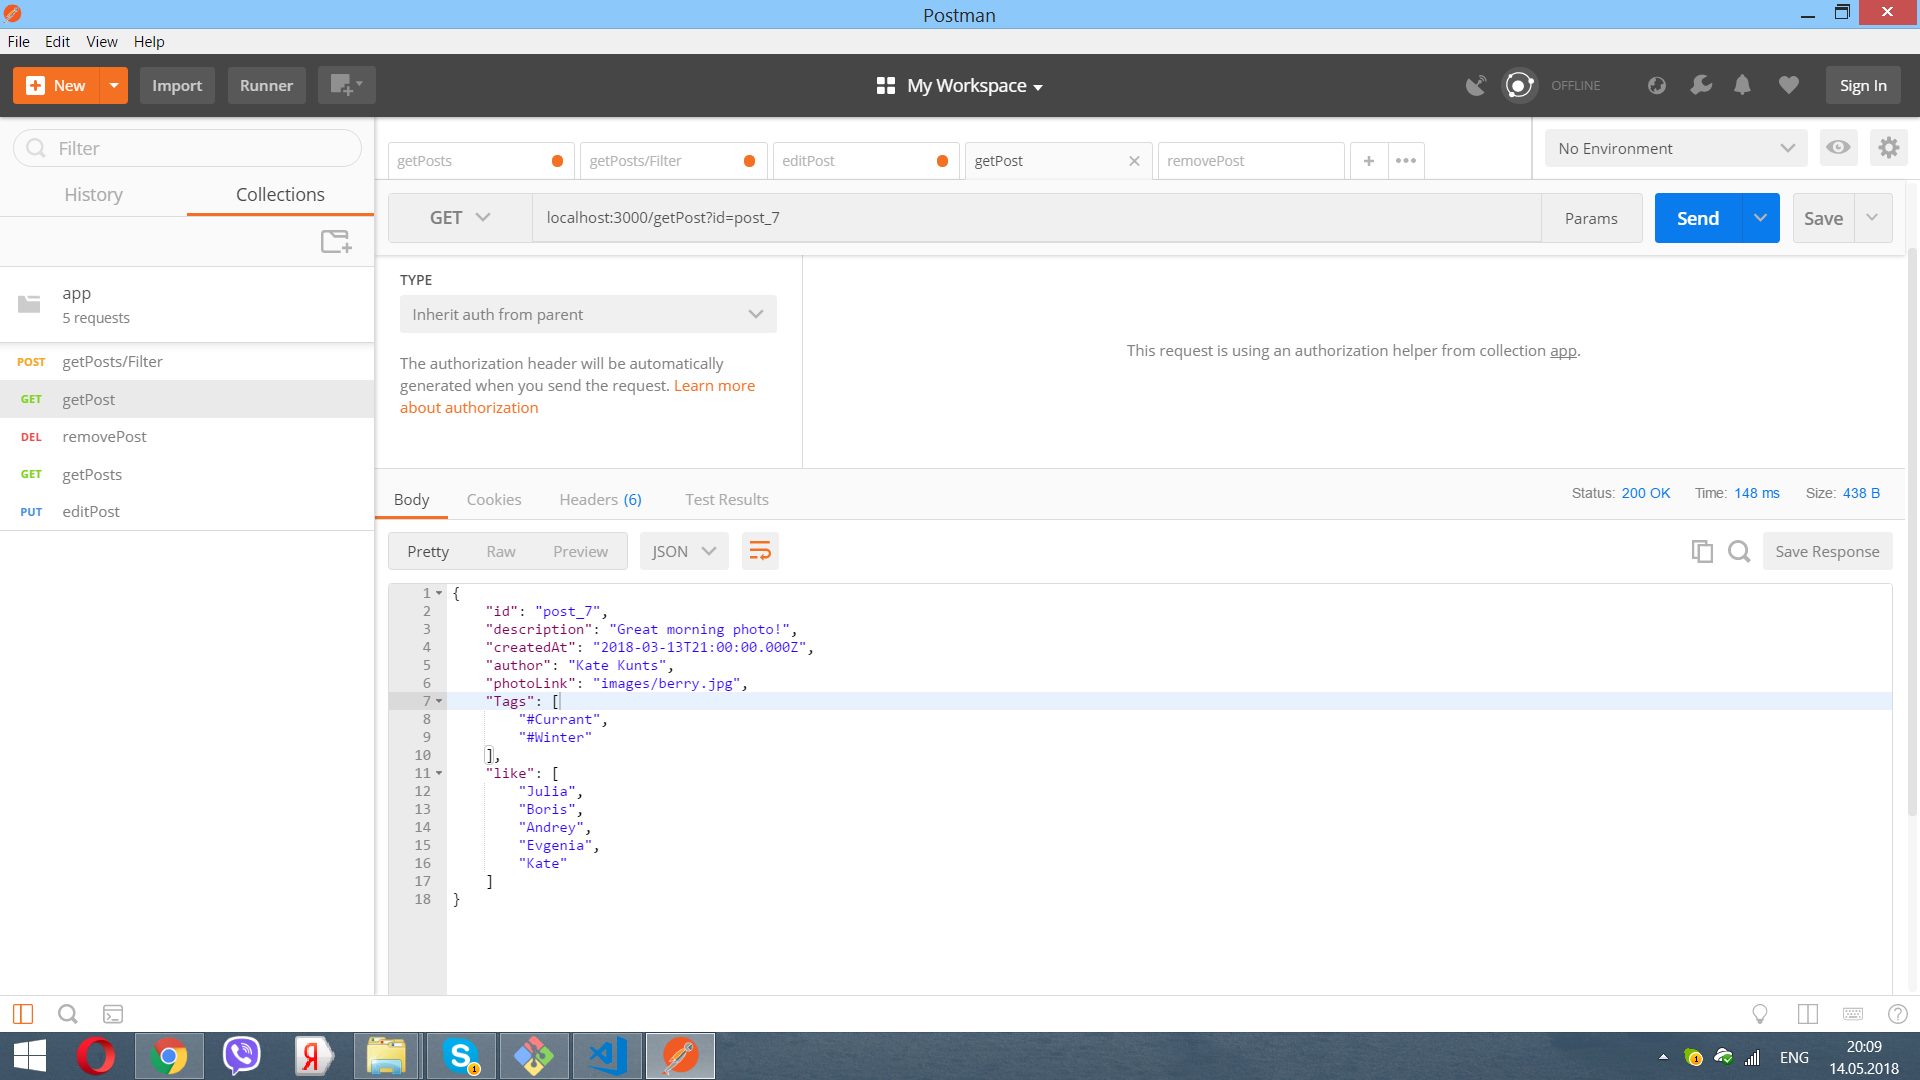 Postman
File Edit View Help
New Import Runner My Workspace OFFLINE Sign In
Filter
History Collections
app
5 requests
POST getPosts/Filter
GET getPost
DEL removePost
GET getPosts
PUT editPost
getPosts getPosts/Filter editPost getPost removePost
No Environment
GET localhost:3000/getPost?id=post_7 Params Send Save
TYPE
Inherit auth from parent
The authorization header will be automatically
generated when you send the request. Learn more
about authorization
This request is using an authorization helper from collection app.
Body Cookies Headers (6) Test Results Status: 200 OK Time: 148 ms Size: 438 B
Pretty Raw Preview JSON Save Response
1 {
2 "id": "post_7",
3 "description": "Great morning photo!",
4 "createdAt": "2018-03-13T21:00:00.000Z",
5 "author": "Kate Kunts",
6 "photoLink": "images/berry.jpg",
7 "Tags": [
8 "#Currant",
9 "#Winter"
10 ],
11 "like": [
12 "Julia",
13 "Boris",
14 "Andrey",
15 "Evgenia",
16 "Kate"
17 ]
18 }
ENG
20:09
14.05.2018